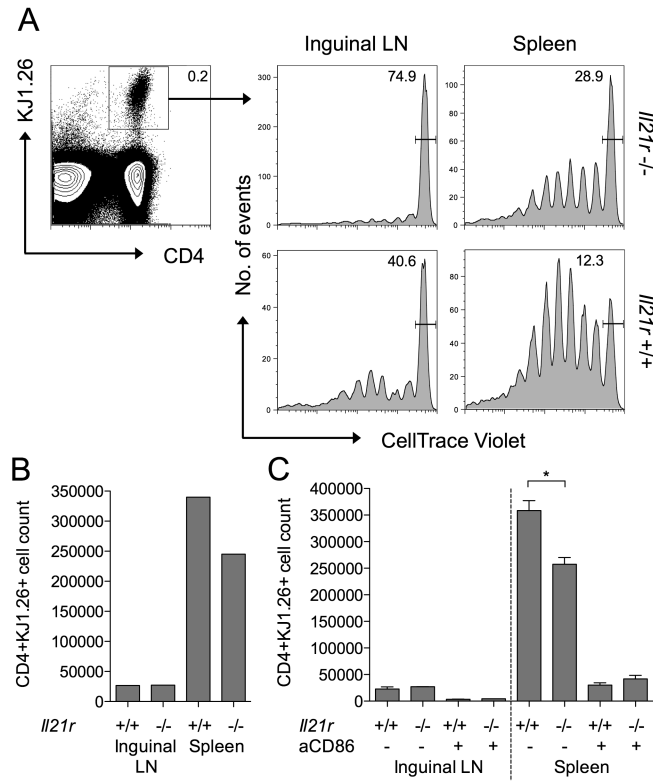 A
Inguinal LN Spleen
KJ1.26
0.2
CD4
No. of events
300
200
100
0
74.9
100
80
60
40
20
0
28.9
Il21r -/-
60
40
20
0
40.6
80
60
40
20
0
12.3
Il21r +/+
CellTrace Violet
B
CD4+KJ1.26+ cell count
350000
300000
250000
200000
150000
100000
50000
0
Il21r +/+ -/- +/+ -/-
Inguinal LN Spleen
C
CD4+KJ1.26+ cell count
400000
350000
300000
250000
200000
150000
100000
50000
0
*
Il21r +/+ -/- +/+ -/- +/+ -/- +/+ -/-
aCD86 - - + + - - + +
Inguinal LN Spleen